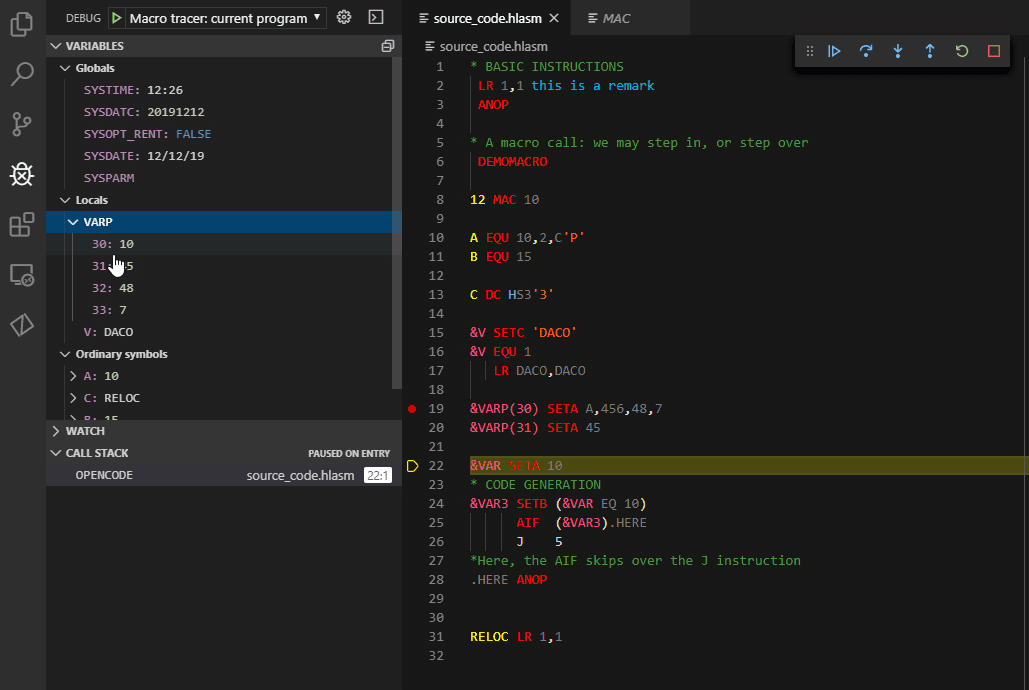 DEBUG Macro tracer: current program
VARIABLES
Globals
SYSTIME: 12:26
SYSDATC: 20191212
SYSOPT_RENT: FALSE
SYSDATE: 12/12/19
SYSPARM
Locals
VARP
30: 10
31: 5
32: 48
33: 7
V: DACO
Ordinary symbols
A: 10
C: RELOC
B: 15
WATCH
CALL STACK PAUSED ON ENTRY
OPENCODE source_code.hlasm 22:1
source_code.hlasm MAC
source_code.hlasm
1 * BASIC INSTRUCTIONS
2 LR 1,1 this is a remark
3 ANOP
4
5 * A macro call: we may step in, or step over
6 DEMOMACRO
7
8 12 MAC 10
9
10 A EQU 10,2,C'P'
11 B EQU 15
12
13 C DC HS3'3'
14
15 &V SETC 'DACO'
16 &V EQU 1
17 LR DACO,DACO
18
19 &VARP(30) SETA A,456,48,7
20 &VARP(31) SETA 45
21
22 &VAR SETA 10
23 * CODE GENERATION
24 &VAR3 SETB (&VAR EQ 10)
25 AIF (&VAR3).HERE
26 J 5
27 *Here, the AIF skips over the J instruction
28 .HERE ANOP
29
30
31 RELOC LR 1,1
32